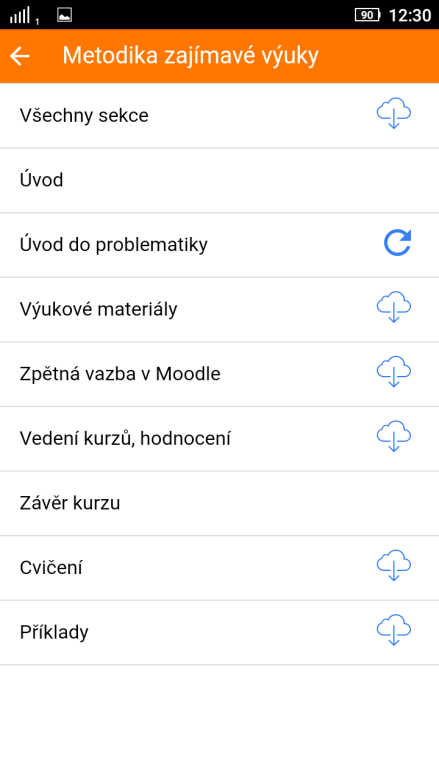 1 90 12:30
Metodika zajímavé výuky
Všechny sekce
Úvod
Úvod do problematiky
Výukové materiály
Zpětná vazba v Moodle
Vedení kurzů, hodnocení
Závěr kurzu
Cvičení
Příklady